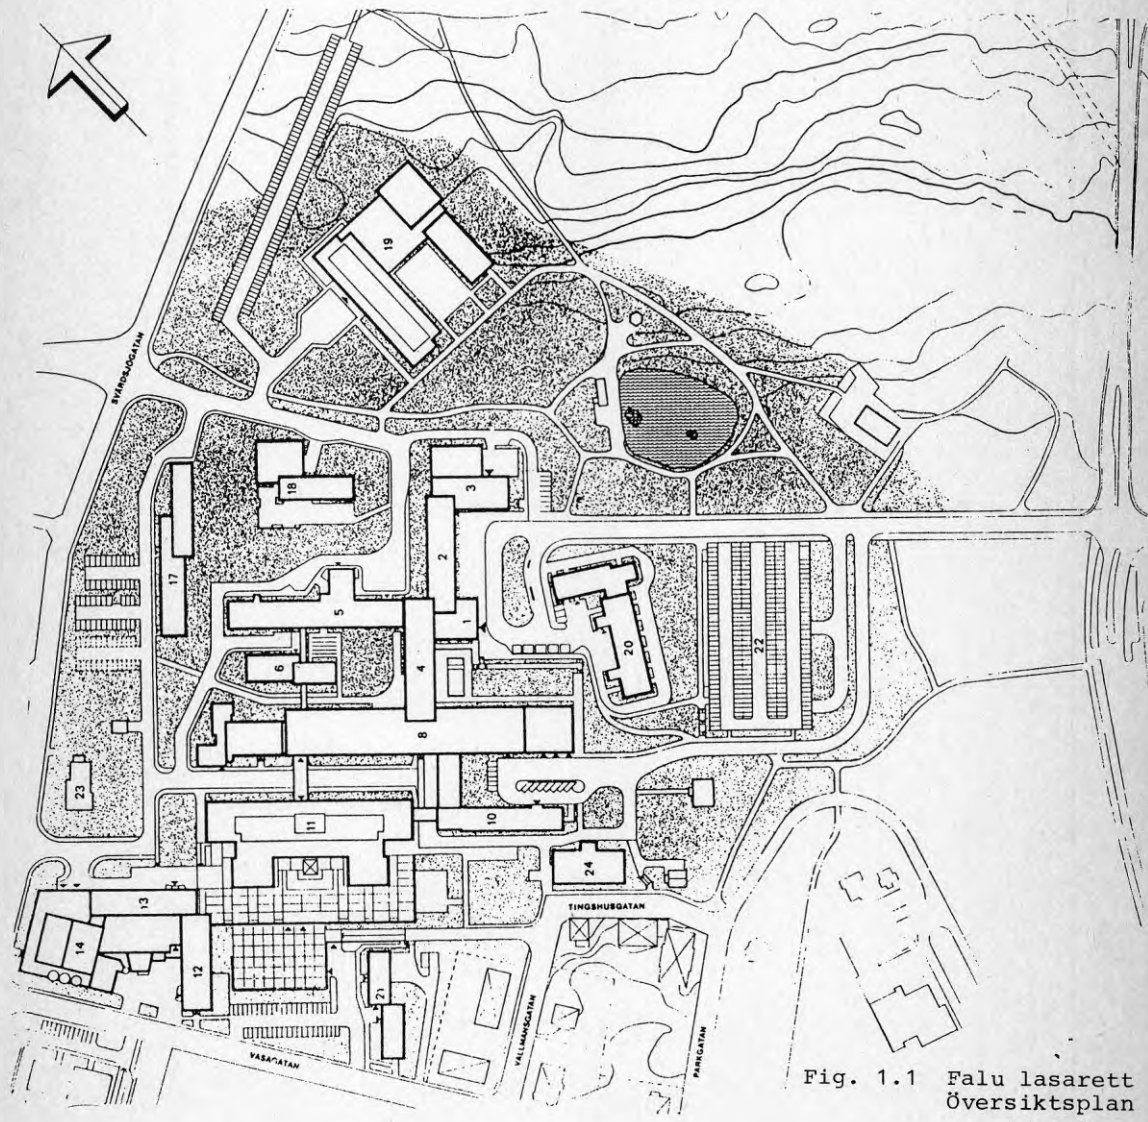 SVÄRDSJÖGATAN
19
18
3
17
2
5
1
6
4
20
22
8
23
11
10
24
13
TINGSHUSGATAN
14
12
21
VALLMANSGATAN
VASAGATAN
PARKGATAN
Fig. 1.1 Falu lasarett
Översiktsplan